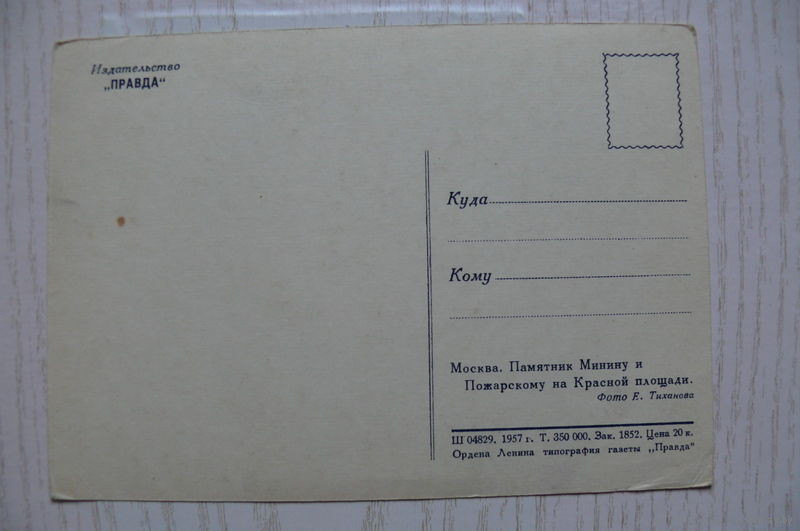 Издательство
„ПРАВДА“
Куда
Кому
Москва. Памятник Минину и
Пожарскому на Красной площади.
Фото Е. Тиханова
Ш 04829. 1957 г. Т. 350 000. Зак. 1852. Цена 20 к.
Ордена Ленина типография газеты „Правда“